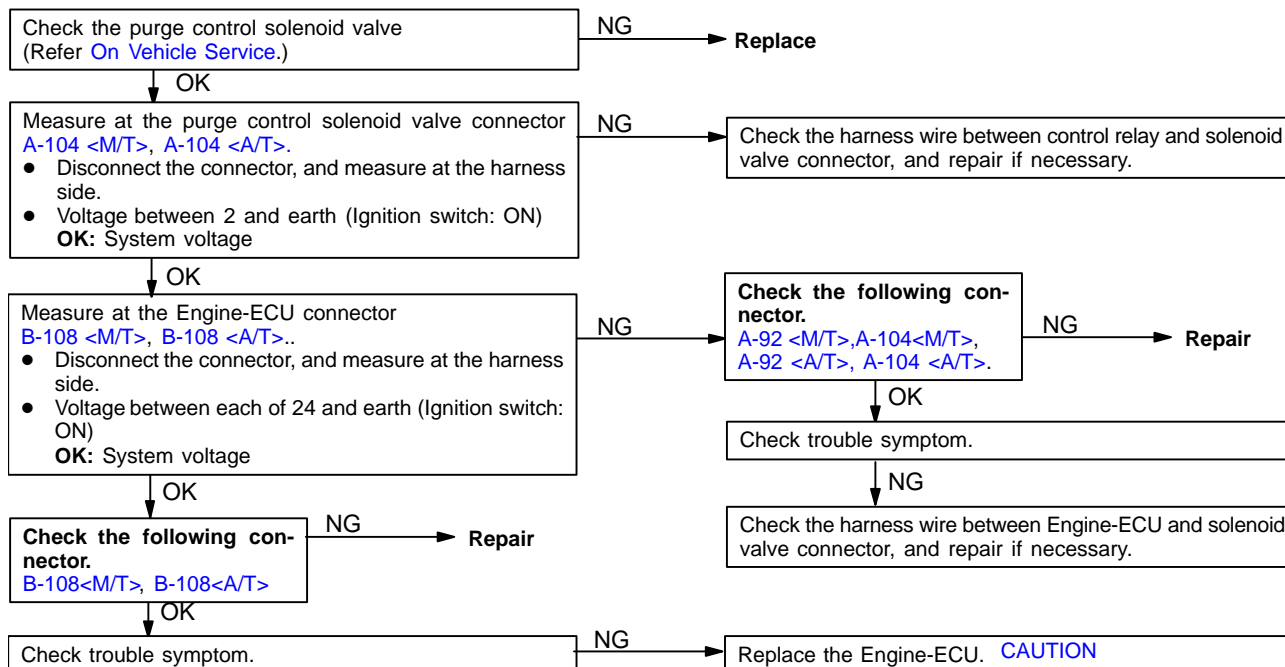 Check the purge control solenoid valve
(Refer On Vehicle Service.)
NG
Replace
OK
Measure at the purge control solenoid valve connector
A-104 <M/T>, A-104 <A/T>.
● Disconnect the connector, and measure at the harness
side.
● Voltage between 2 and earth (Ignition switch: ON)
OK: System voltage
NG
Check the harness wire between control relay and solenoid
valve connector, and repair if necessary.
OK
Measure at the Engine-ECU connector
B-108 <M/T>, B-108 <A/T>..
● Disconnect the connector, and measure at the harness
side.
● Voltage between each of 24 and earth (Ignition switch:
ON)
OK: System voltage
NG
Check the following con-
nector.
A-92 <M/T>,A-104<M/T>,
A-92 <A/T>, A-104 <A/T>.
NG
Repair
OK
Check trouble symptom.
NG
Check the harness wire between Engine-ECU and solenoid
valve connector, and repair if necessary.
OK
Check the following con-
nector.
B-108<M/T>, B-108<A/T>
NG
Repair
OK
Check trouble symptom.
NG
Replace the Engine-ECU. CAUTION